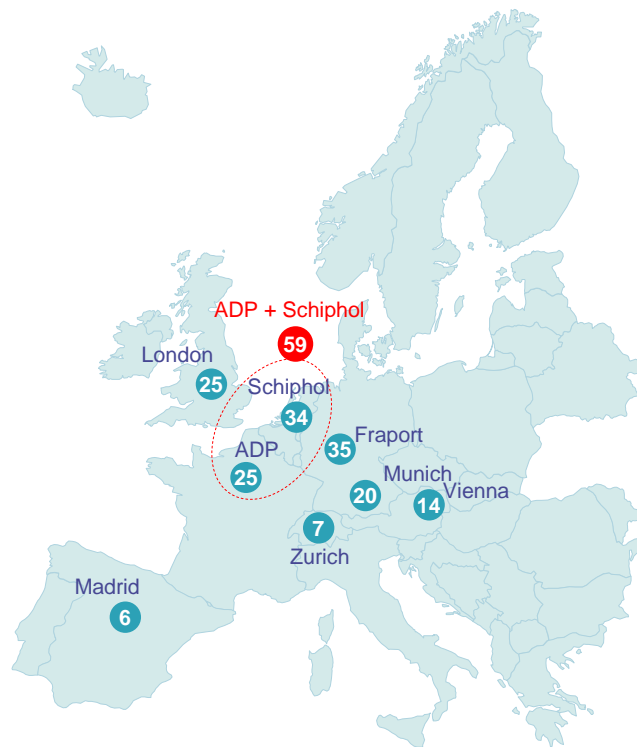 ADP + Schiphol
59
London
25
Schiphol
34
ADP
25
Fraport
35
Munich
20
Vienna
14
7
Zurich
Madrid
6